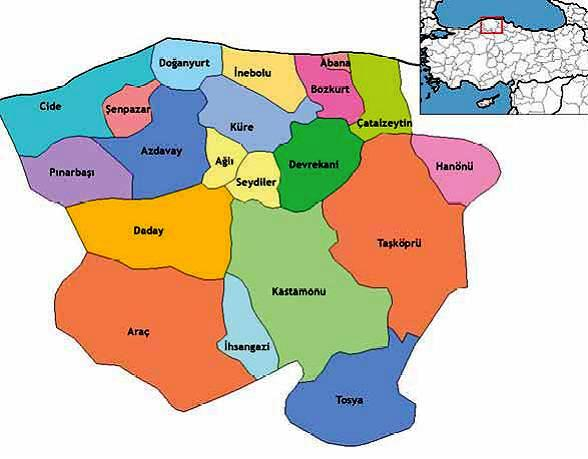 Doğanyurt
İnebolu
Abana
Bozkurt
Cide
Şenpazar
Küre
Çatalzeytin
Azdavay
Ağlı
Devrekani
Hanönü
Pınarbaşı
Seydiler
Daday
Taşköprü
Kastamonu
Araç
İhsangazi
Tosya